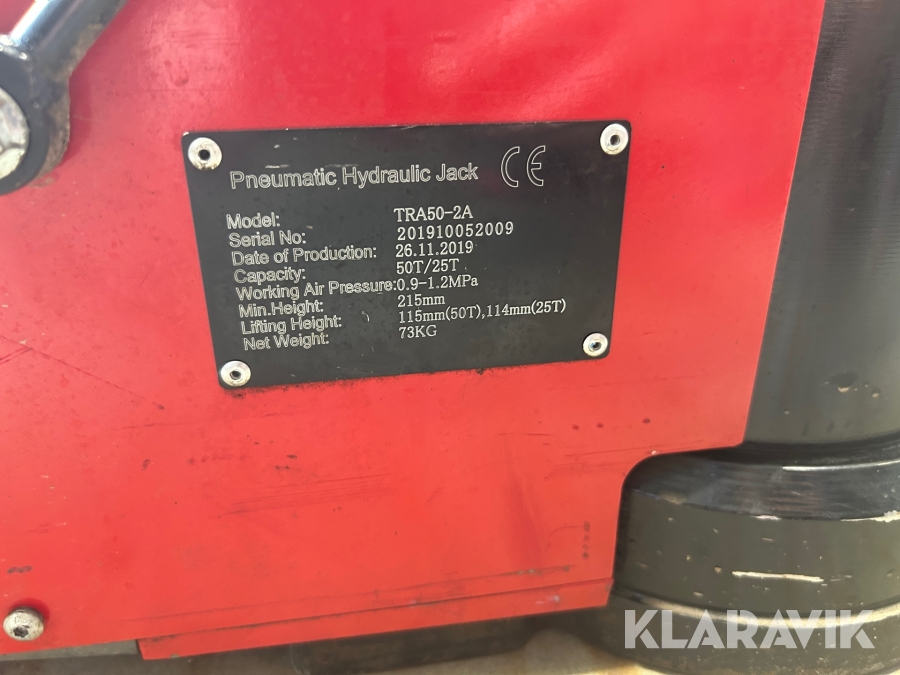 Pneumatic Hydraulic Jack CE
Model: TRA50-2A
Serial No: 201910052009
Date of Production: 26.11.2019
Capacity: 50T/25T
Working Air Pressure:0.9-1.2MPa
Min.Height: 215mm
Lifting Height: 115mm(50T),114mm(25T)
Net Weight: 73KG
KLARAVIK